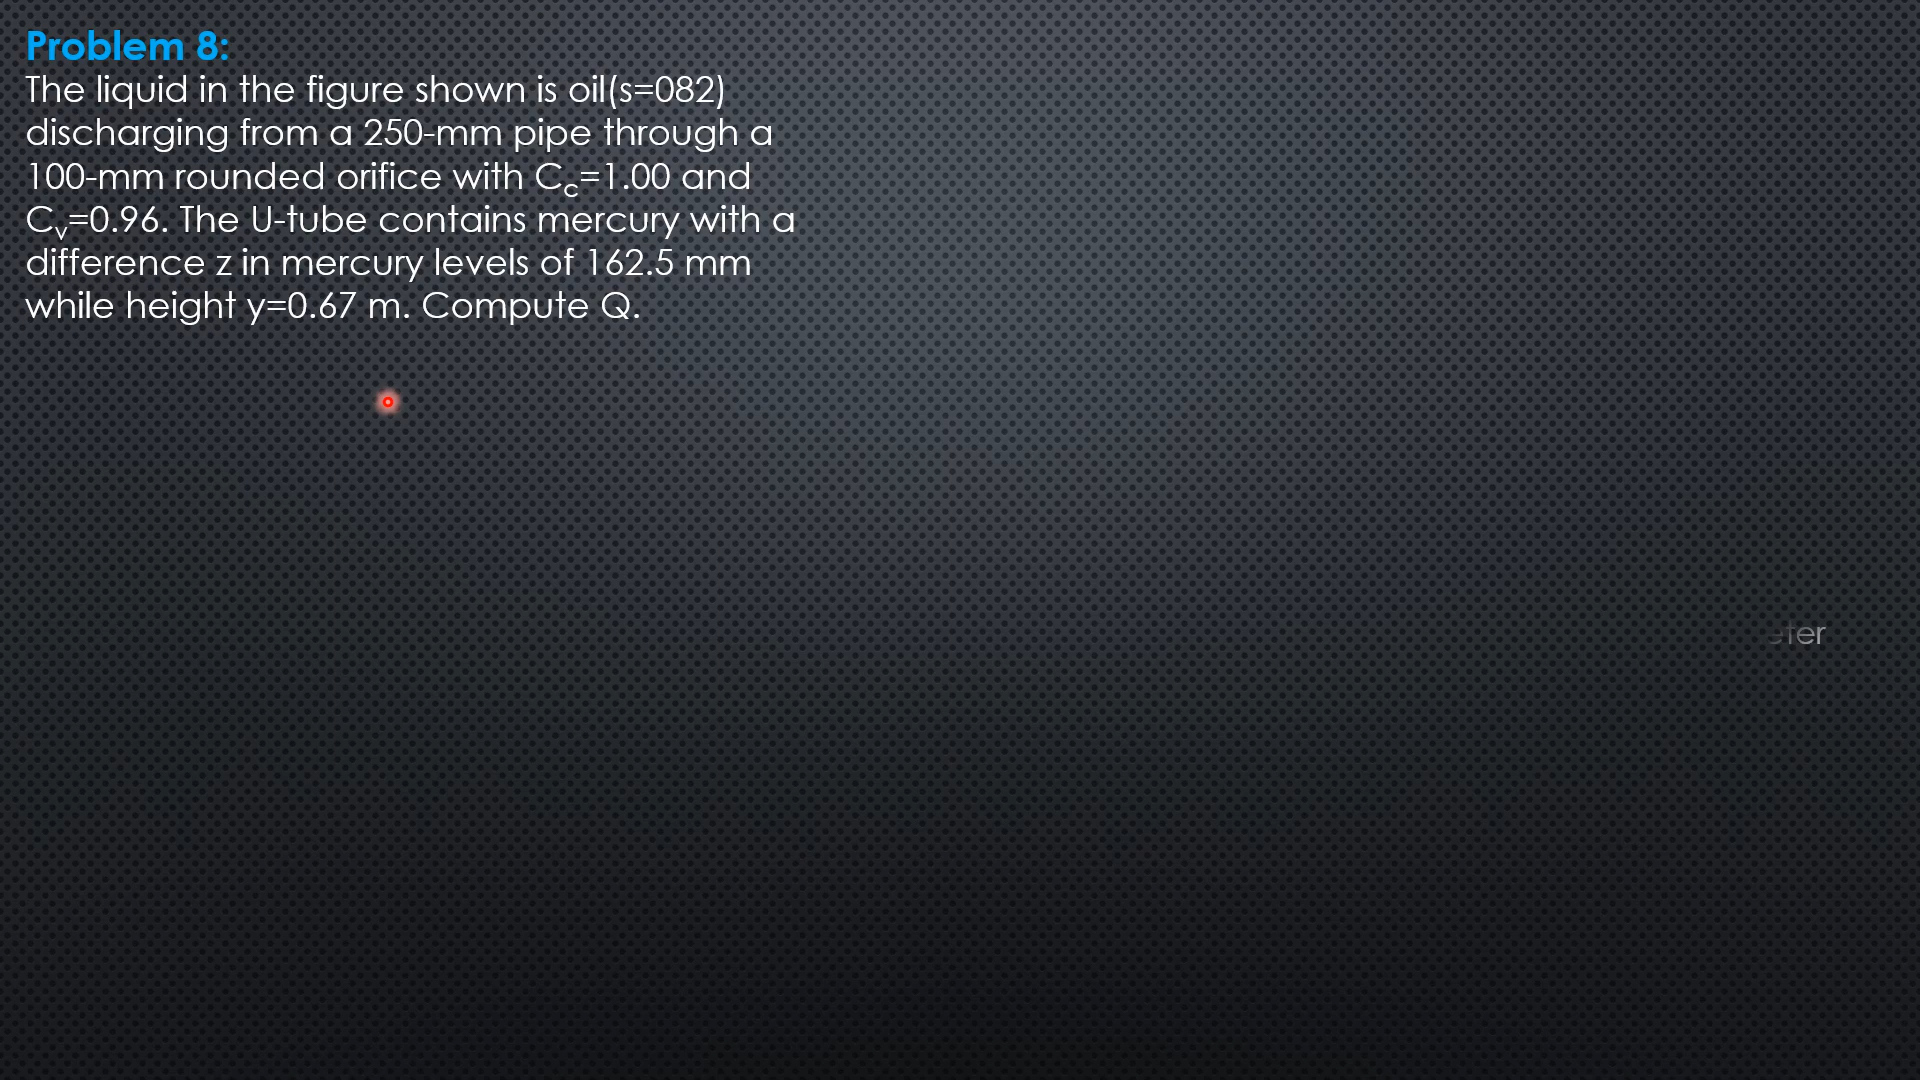 Problem 8:
The liquid in the figure shown is oil(s=082)
discharging from a 250-mm pipe through a
100-mm rounded orifice with Cc=1.00 and
Cv=0.96. The U-tube contains mercury with a
difference z in mercury levels of 162.5 mm
while height y=0.67 m. Compute Q.